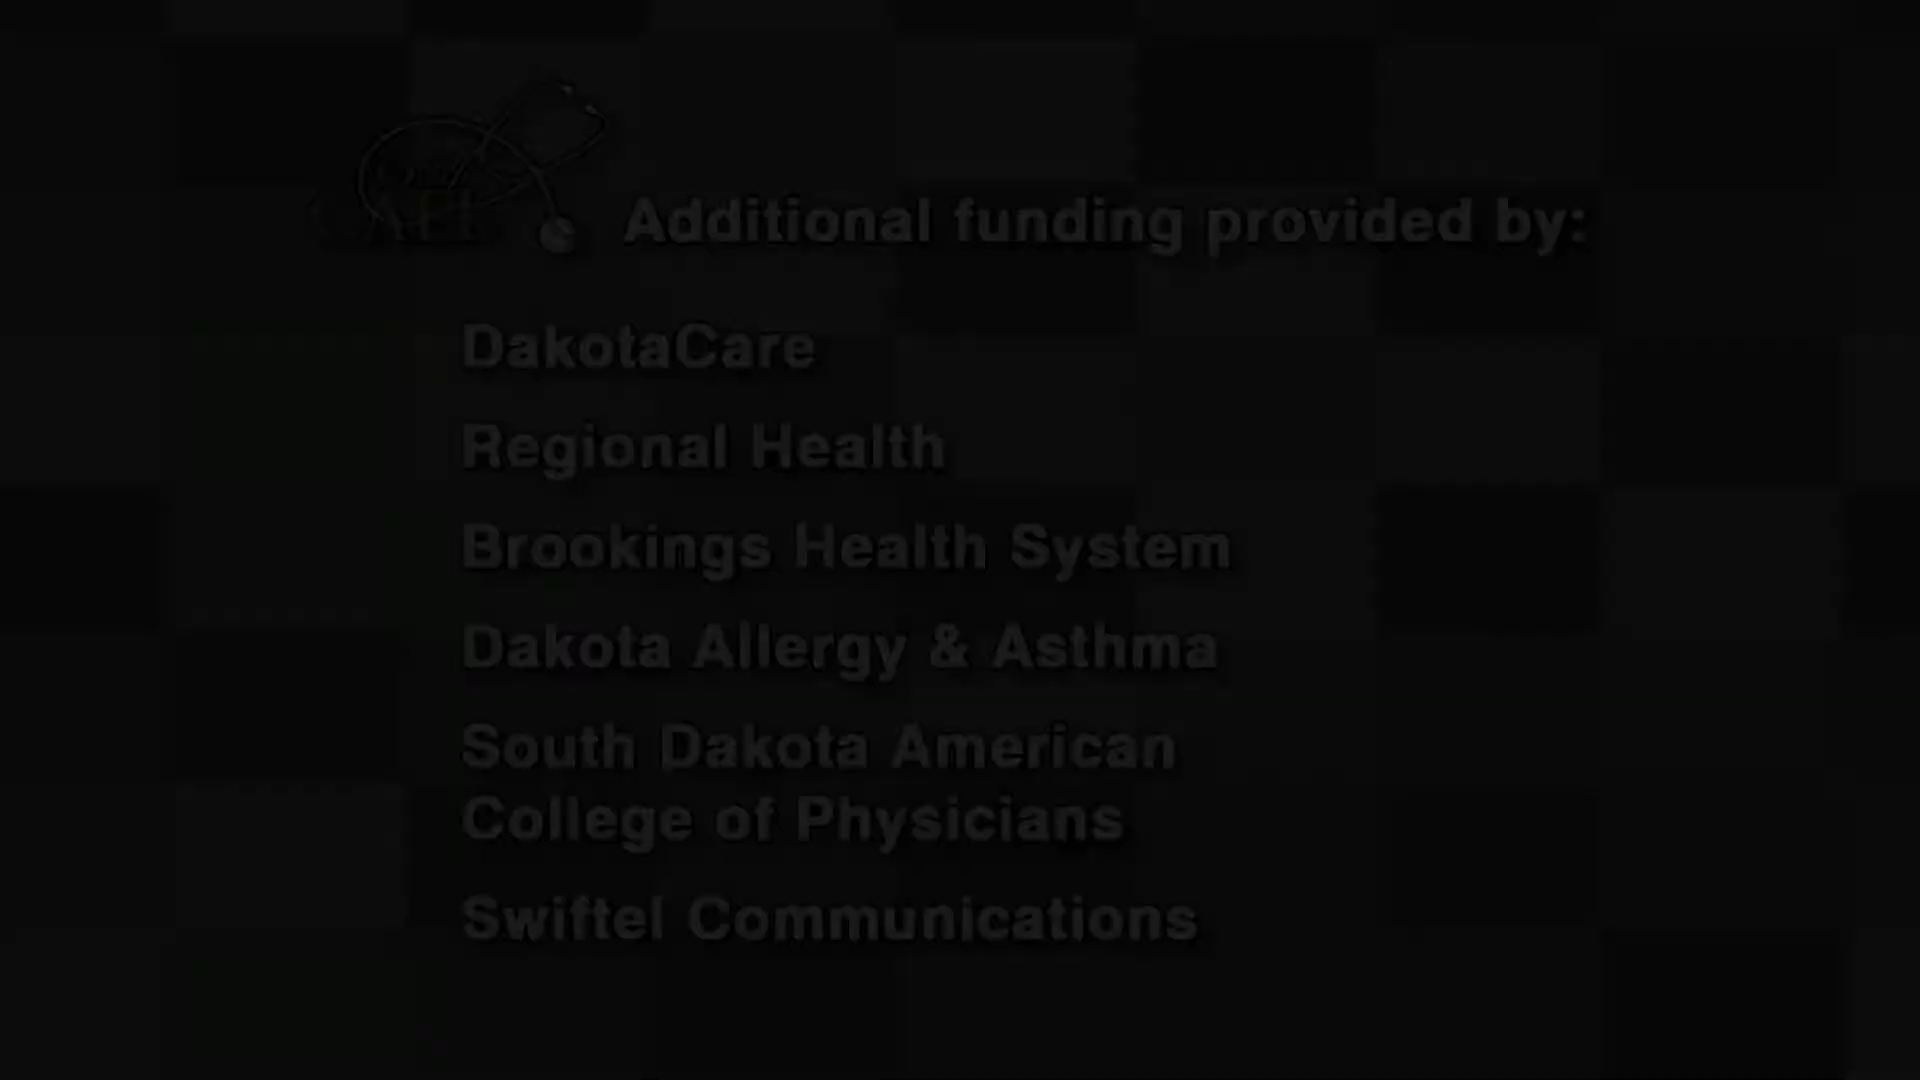 Additional funding provided by:
DakotaCare
Regional Health
Brookings Health System
Dakota Allergy & Asthma
South Dakota American
College of Physicians
Swiftel Communications